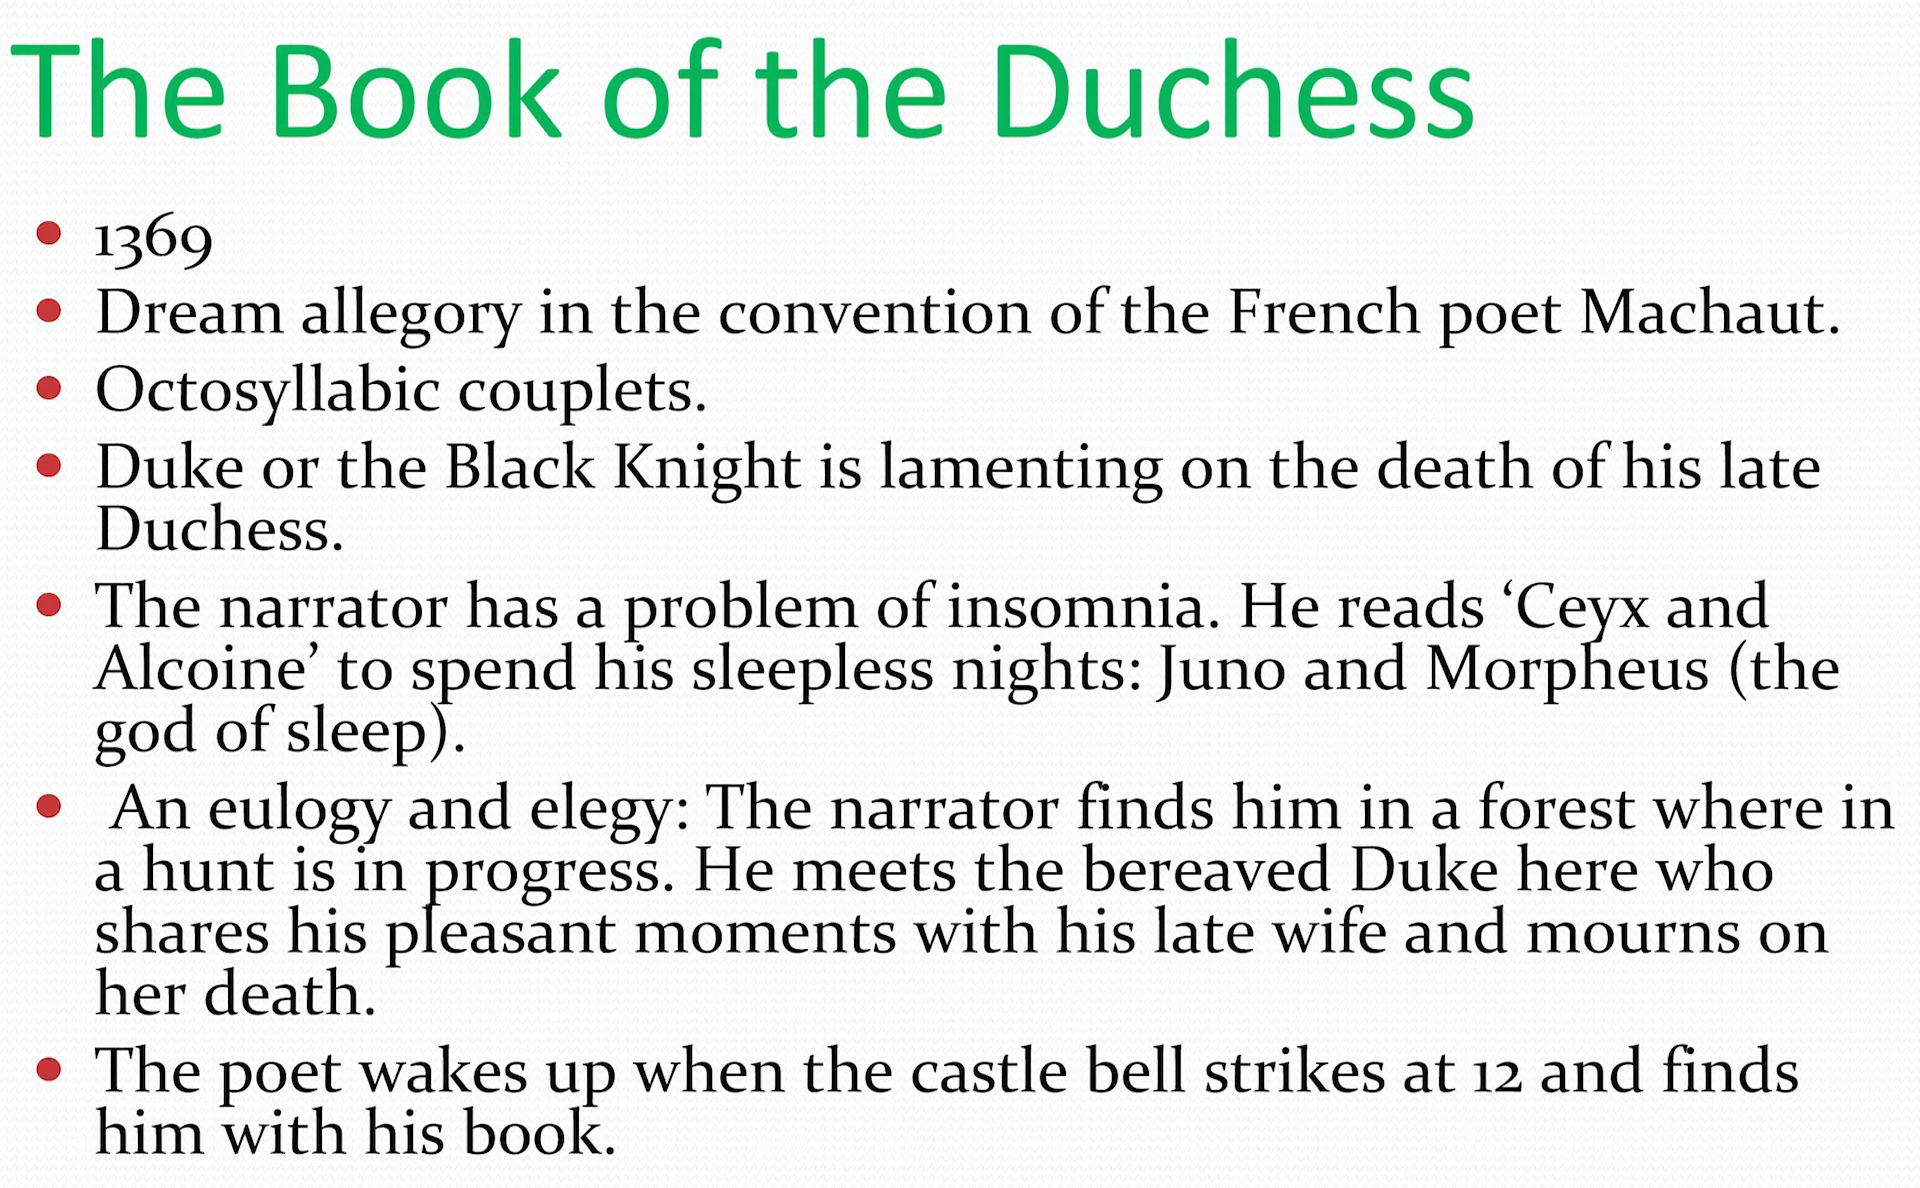 The Book of the Duchess
• 1369
• Dream allegory in the convention of the French poet Machaut.
• Octosyllabic couplets.
• Duke or the Black Knight is lamenting on the death of his late
Duchess.
• The narrator has a problem of insomnia. He reads ‘Ceyx and
Alcoine’ to spend his sleepless nights: Juno and Morpheus (the
god of sleep).
• An eulogy and elegy: The narrator finds him in a forest where in
a hunt is in progress. He meets the bereaved Duke here who
shares his pleasant moments with his late wife and mourns on
her death.
• The poet wakes up when the castle bell strikes at 12 and finds
him with his book.